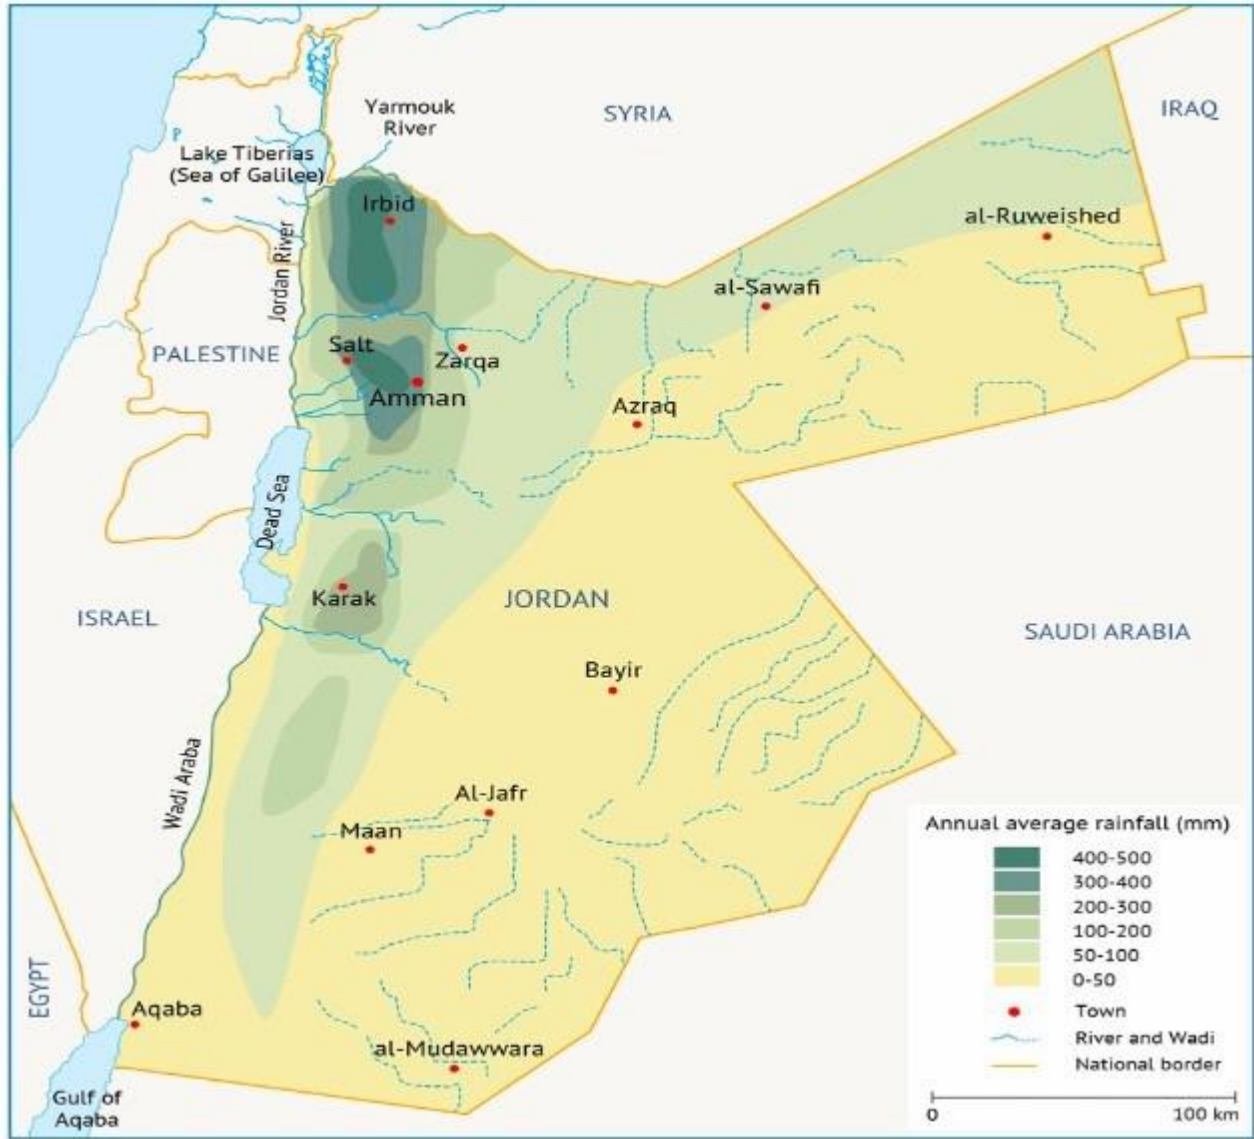 SYRIA
IRAQ
Yarmouk
River
Lake Tiberias
(Sea of Galilee)
Irbid
al-Ruweished
Jordan River
al-Sawafi
PALESTINE
Salt
Zarqa
Amman
Azraq
Dead Sea
Karak
JORDAN
ISRAEL
SAUDI ARABIA
Bayir
Wadi Araba
Al-Jafr
Maan
EGYPT
Aqaba
al-Mudawwara
Gulf of
Aqaba
Annual average rainfall (mm)
400-500
300-400
200-300
100-200
50-100
0-50
Town
River and Wadi
National border
0 100 km